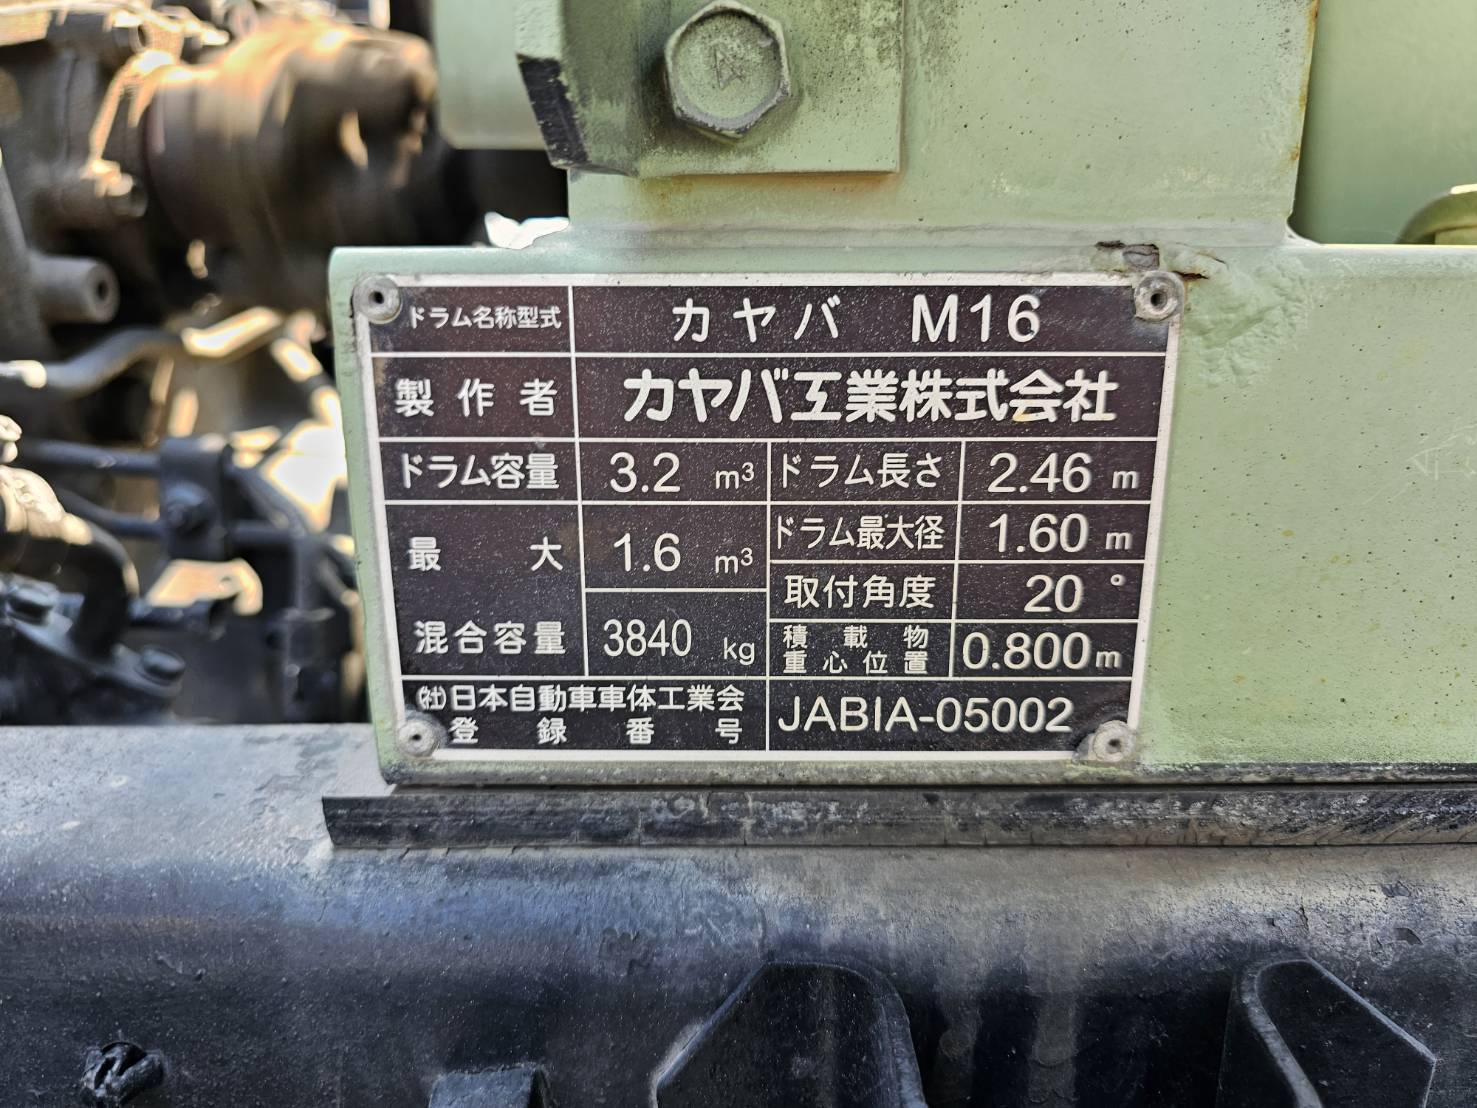 ドラム名称型式 カヤバ M16
製作者 カヤバ工業株式会社
ドラム容量 3.2 m³ ドラム長さ 2.46 m
最大混合容量 1.6 m³ ドラム最大径 1.60 m
取付角度 20°
3840 kg 積載物重心位置 0.800m
(社)日本自動車車体工業会
登録番号 JABIA-05002